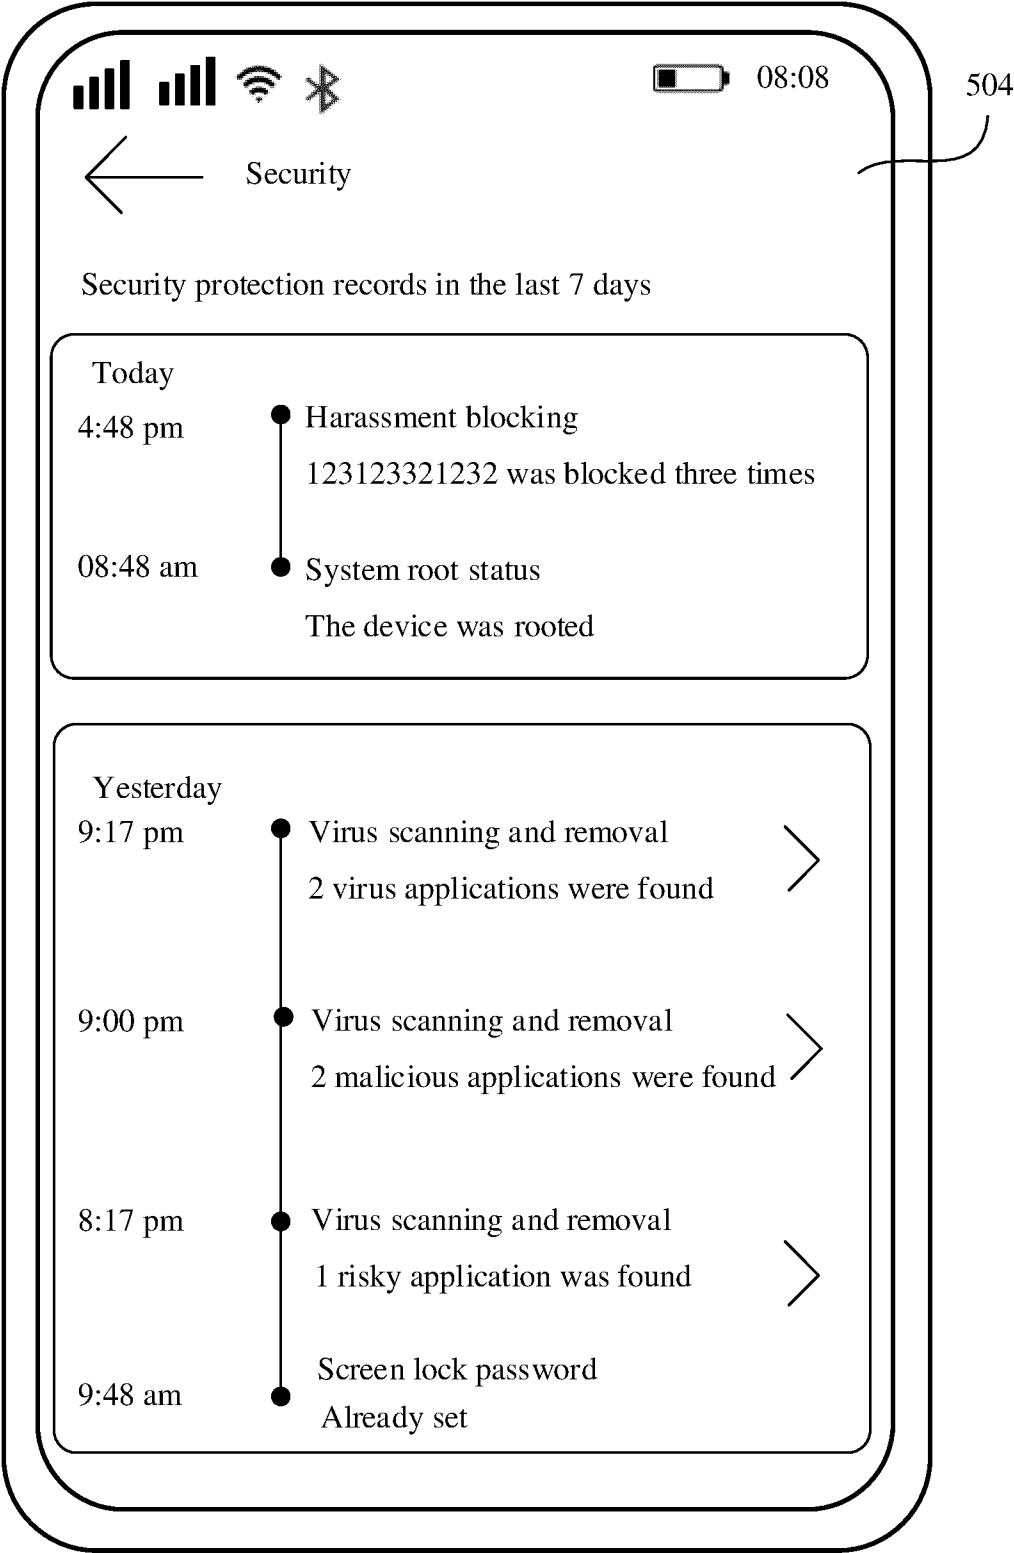 08:08
504
Security
Security protection records in the last 7 days
Today
4:48 pm
Harassment blocking
123123321232 was blocked three times
08:48 am
System root status
The device was rooted
Yesterday
9:17 pm
Virus scanning and removal
2 virus applications were found
9:00 pm
Virus scanning and removal
2 malicious applications were found
8:17 pm
Virus scanning and removal
1 risky application was found
Screen lock password
9:48 am
Already set